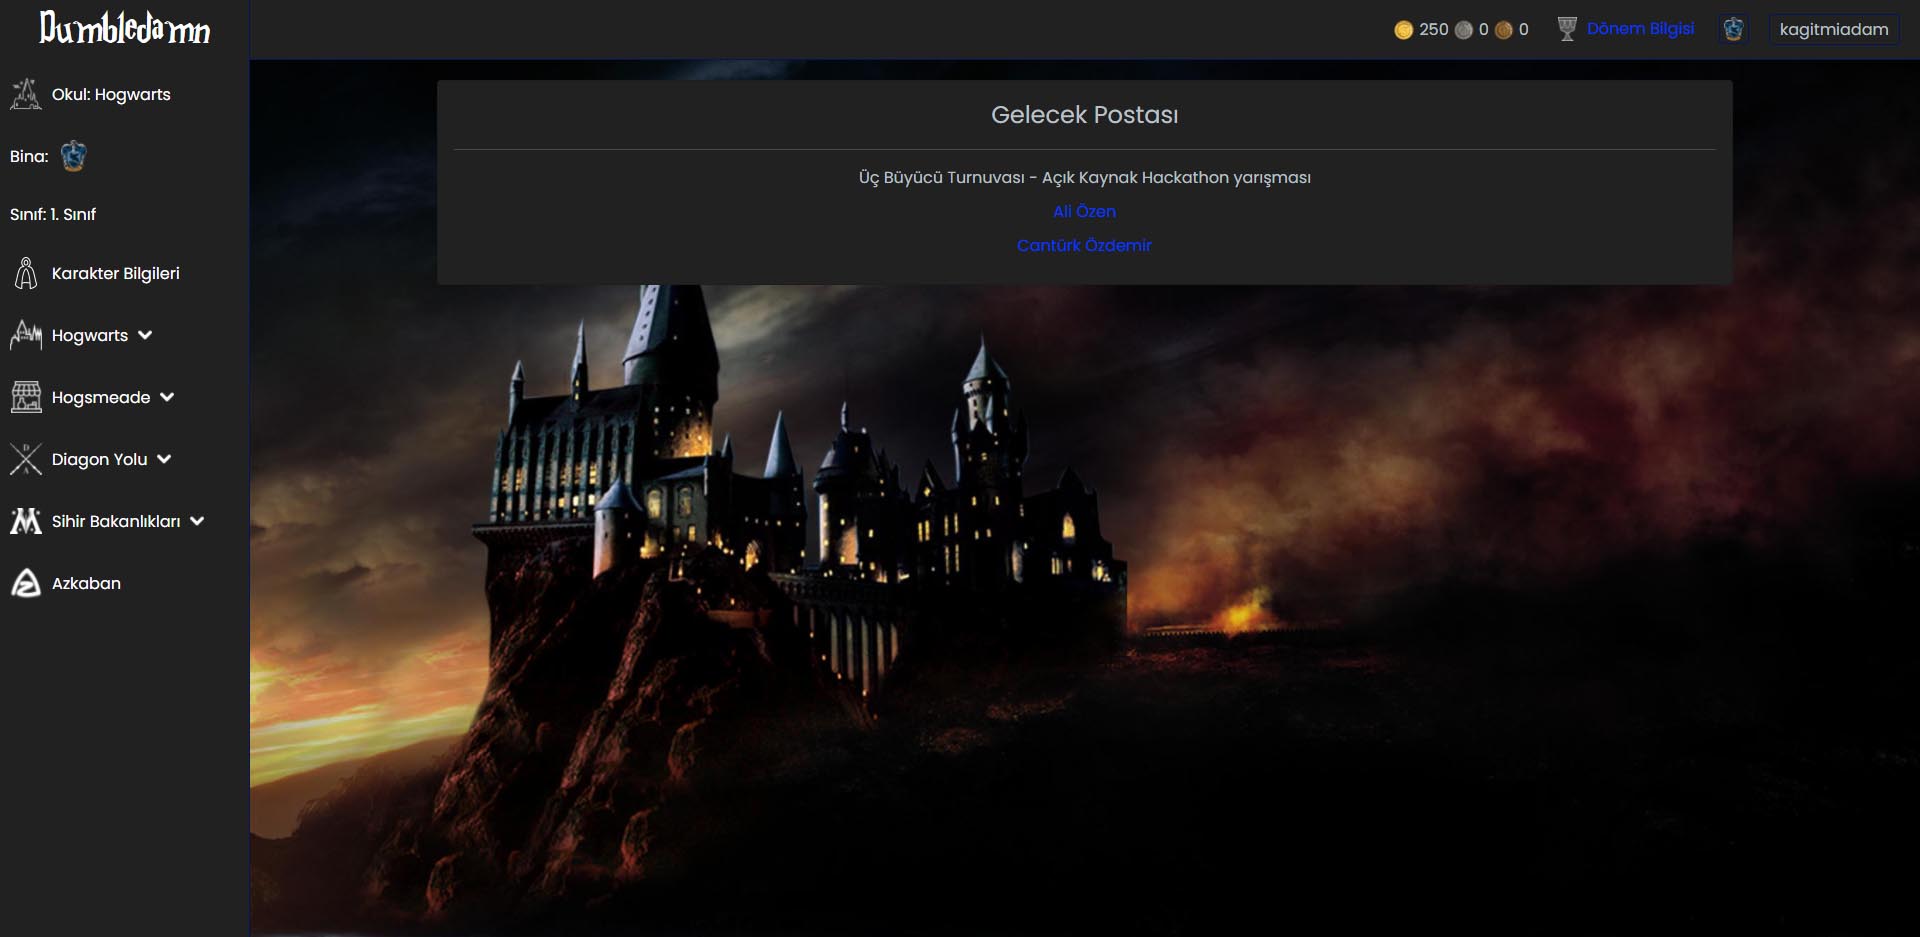 Dumbledamn
250 0 0 Dönem Bilgisi kagitmiadam
Okul: Hogwarts
Bina:
Sınıf: 1. Sınıf
Karakter Bilgileri
Hogwarts
Hogsmeade
D
A
Diagon Yolu
Sihir Bakanlıkları
Azkaban
Gelecek Postası
Üç Büyücü Turnuvası - Açık Kaynak Hackathon yarışması
Ali Özen
Cantürk Özdemir